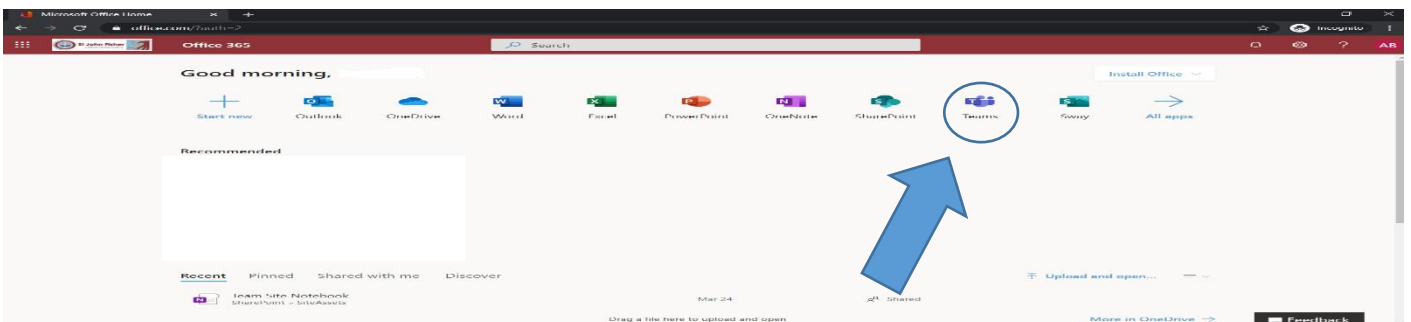 Microsoft Office Home
office.com/?auth=2
Incognito
St John Fisher
Office 365
Search
?
AB
Good morning,
Install Office
Start new
Outlook
OneDrive
Word
Excel
PowerPoint
OneNote
SharePoint
Teams
Sway
All apps
Recommended
Recent
Pinned
Shared with me
Discover
Upload and open...
Team Site Notebook
SharePoint » SiteAssets
Mar 24
Shared
Drag a file here to upload and open
More in OneDrive
Feedback